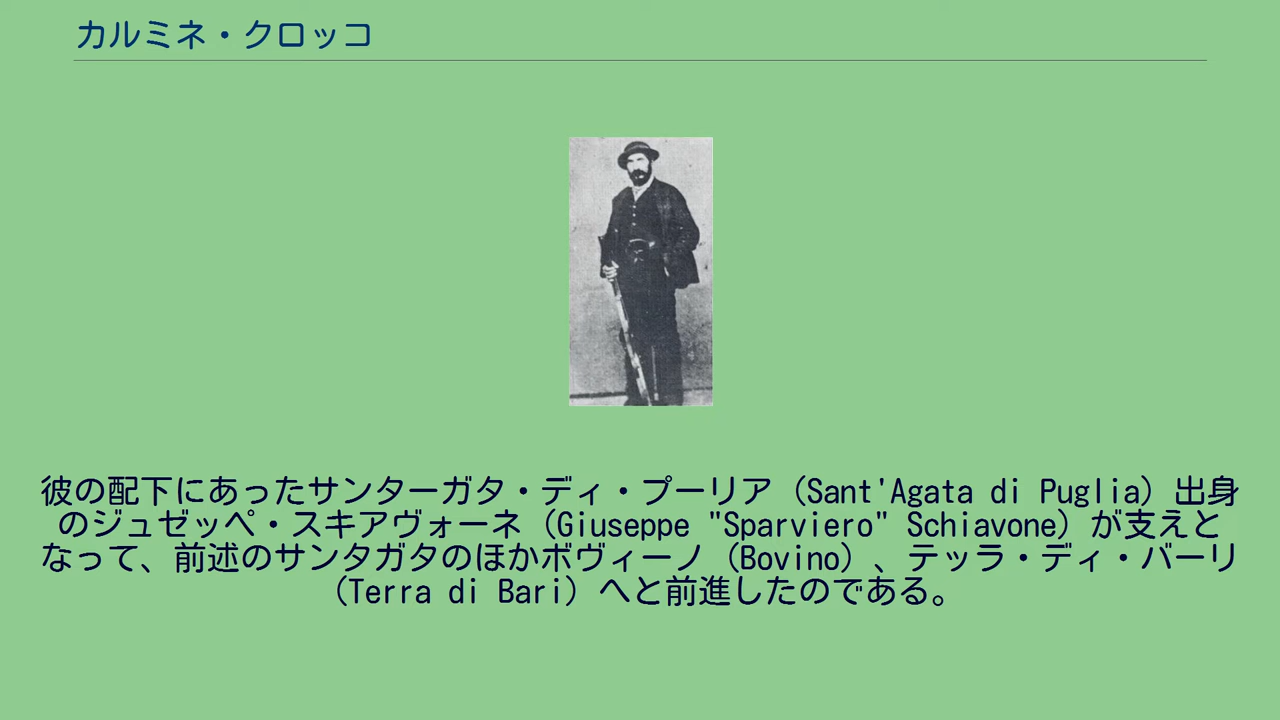 カルミネ・クロッコ
彼の配下にあったサンターガタ・ディ・プーリア（Sant'Agata di Puglia）出身
のジュゼッペ・スキアヴォーネ（Giuseppe "Sparviero" Schiavone）が支えと
なって、前述のサンタガタのほかボヴィーノ（Bovino）、テッラ・ディ・バーリ
（Terra di Bari）へと前進したのである。